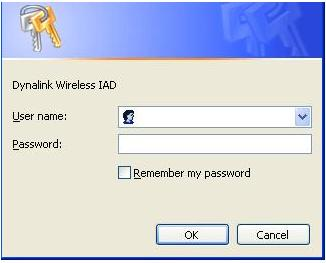 Dynalink Wireless IAD
User name:
Password:
Remember my password
OK
Cancel